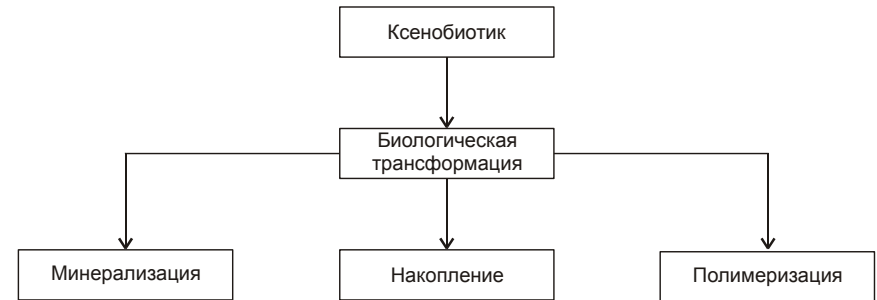 Ксенобиотик
Биологическая
трансформация
Минерализация
Накопление
Полимеризация